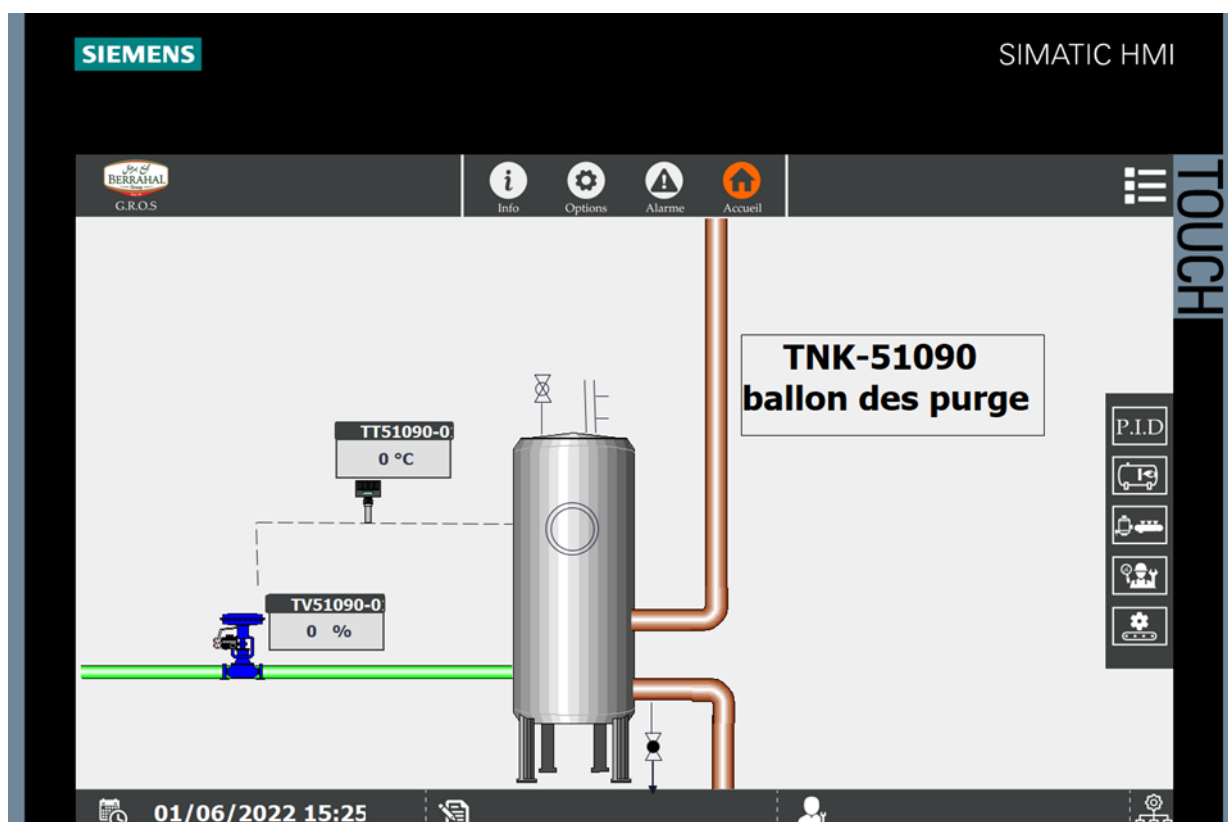 SIEMENS
SIMATIC HMI
TOUCH
BERRAHAL
G.R.O.S
Info
Options
Alarme
Accueil
TNK-51090
ballon des purge
TT51090-0
0 °C
TV51090-0
0 %
P.I.D
01/06/2022 15:25